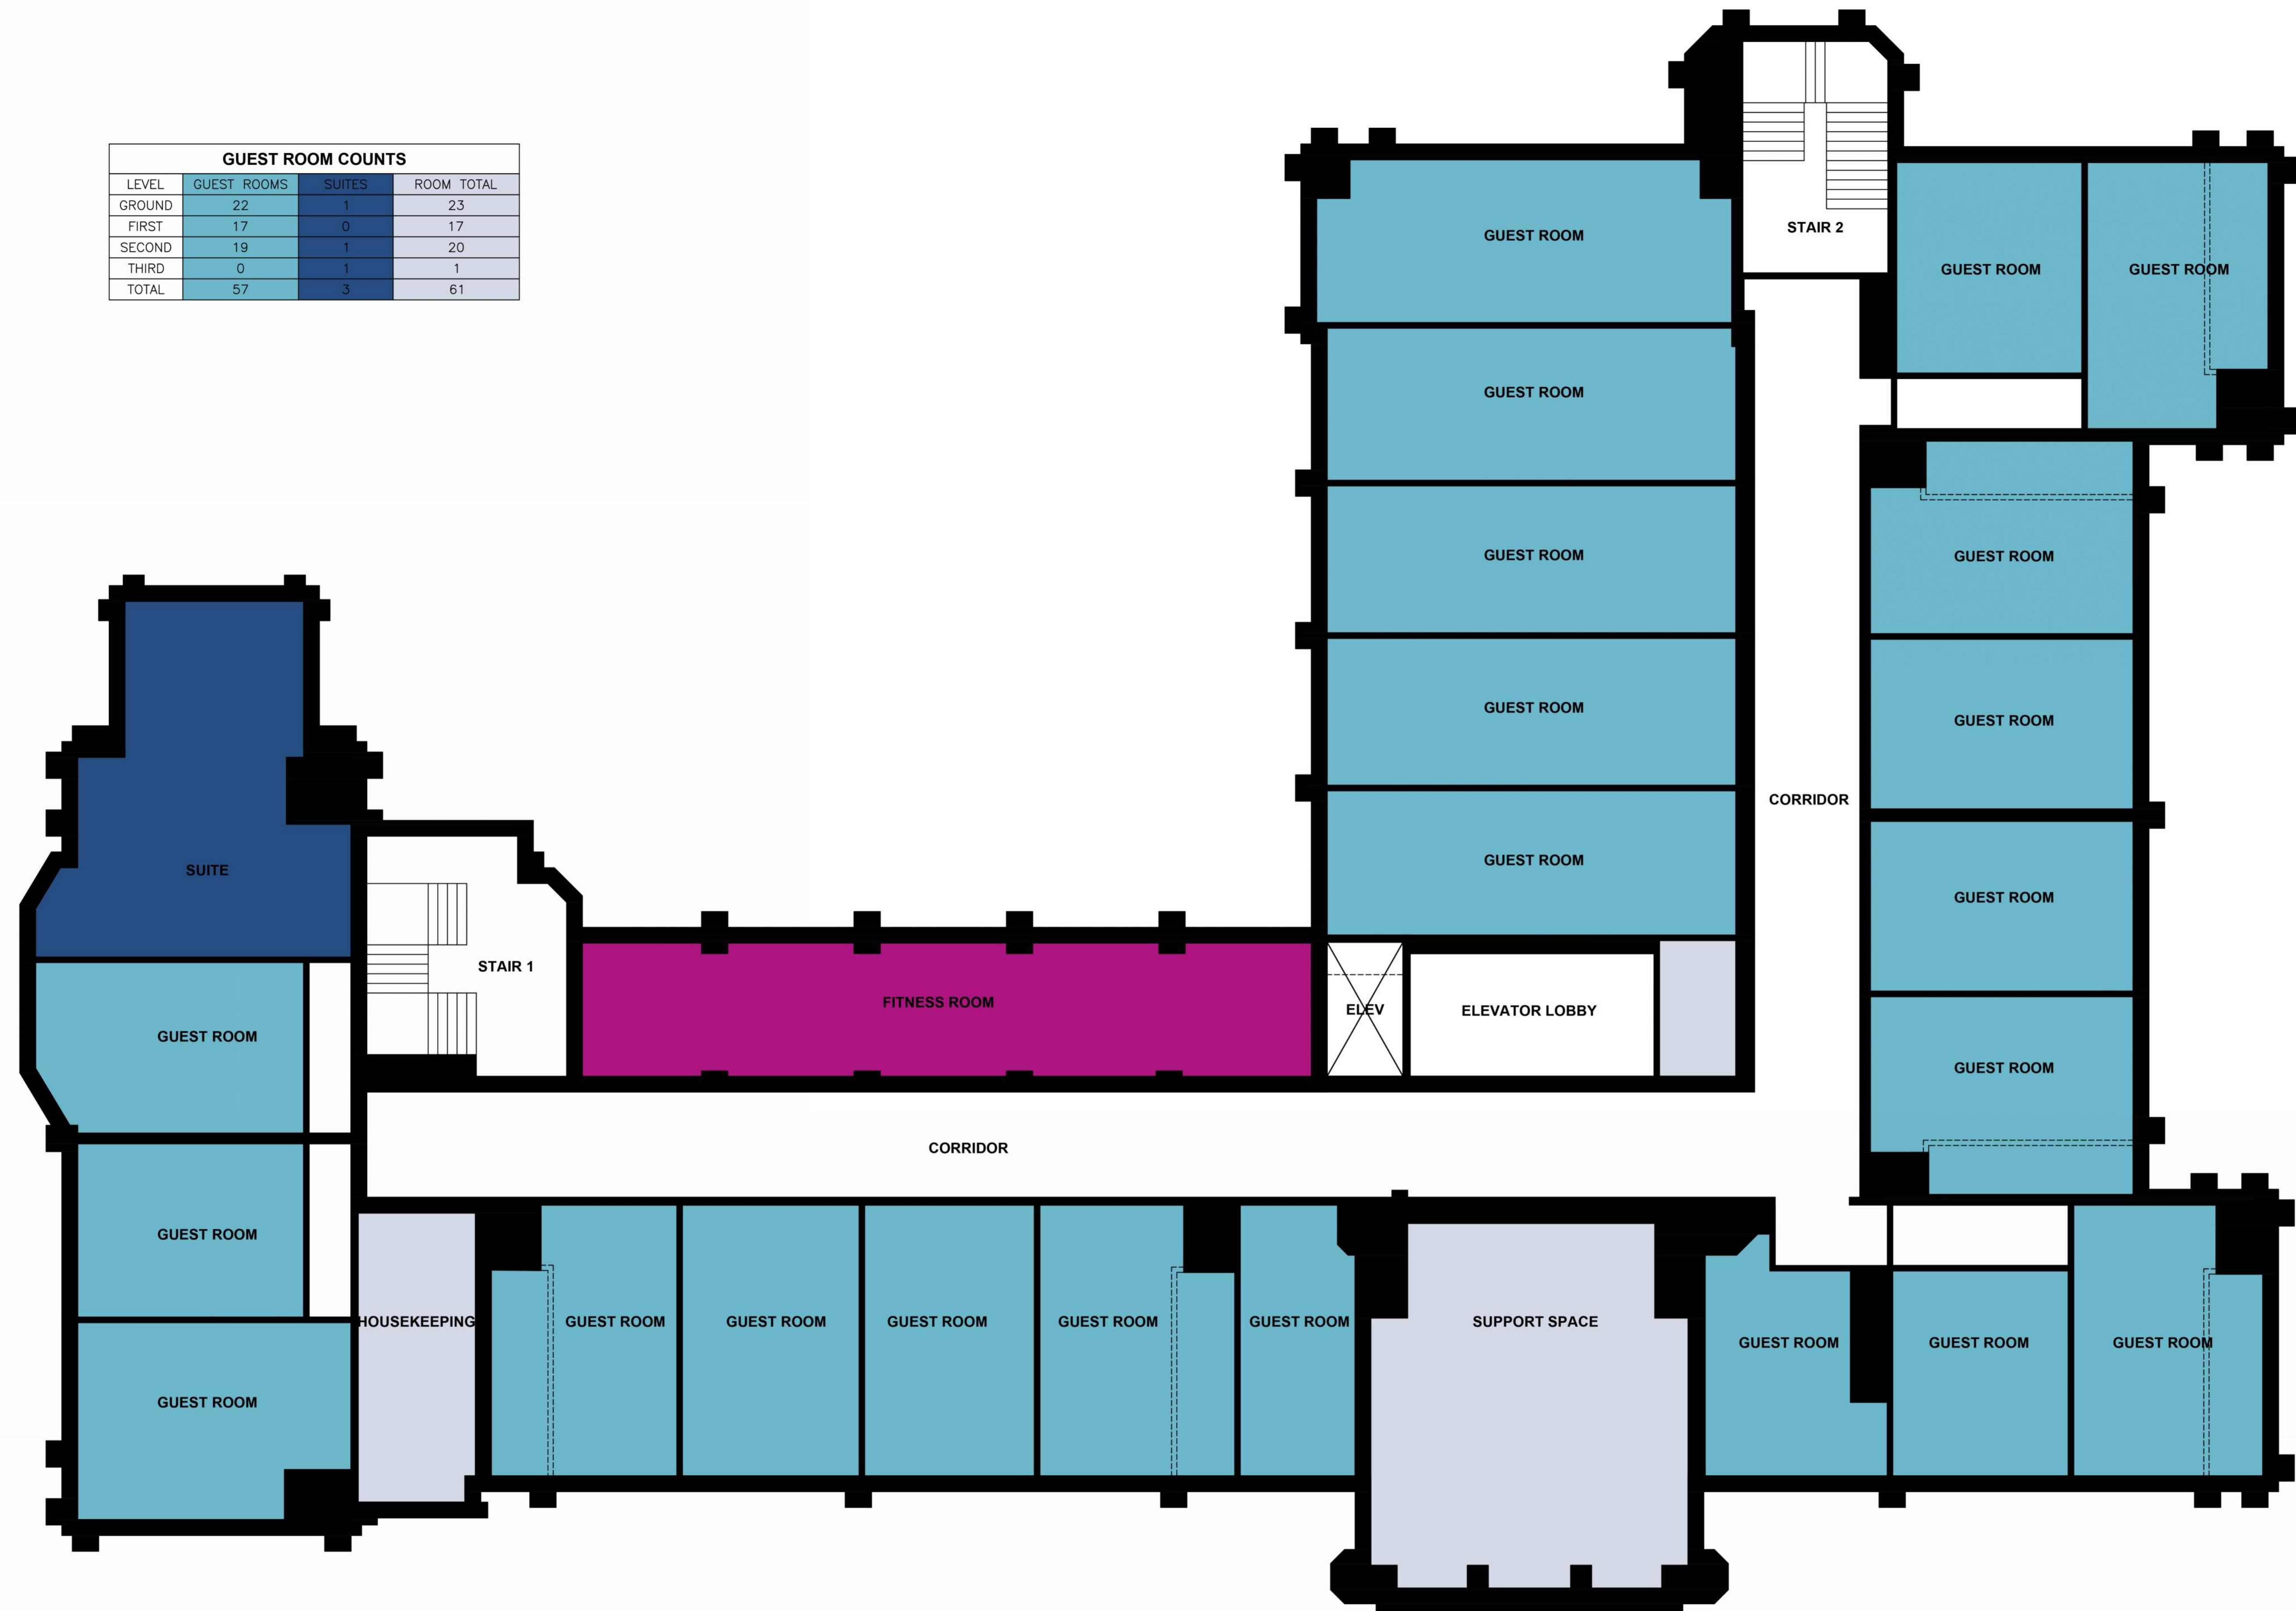 GUEST ROOM COUNTS
LEVEL GUEST ROOMS SUITES ROOM TOTAL
GROUND 22 1 23
FIRST 17 0 17
SECOND 19 1 20
THIRD 0 1 1
TOTAL 57 3 61
STAIR 2
GUEST ROOM
GUEST ROOM
GUEST ROOM
GUEST ROOM
GUEST ROOM
GUEST ROOM
GUEST ROOM
GUEST ROOM
CORRIDOR
GUEST ROOM
GUEST ROOM
SUITE
GUEST ROOM
STAIR 1
FITNESS ROOM
ELEV
ELEVATOR LOBBY
GUEST ROOM
GUEST ROOM
CORRIDOR
GUEST ROOM
HOUSEKEEPING
GUEST ROOM
GUEST ROOM
GUEST ROOM
GUEST ROOM
GUEST ROOM
SUPPORT SPACE
GUEST ROOM
GUEST ROOM
GUEST ROOM
GUEST ROOM